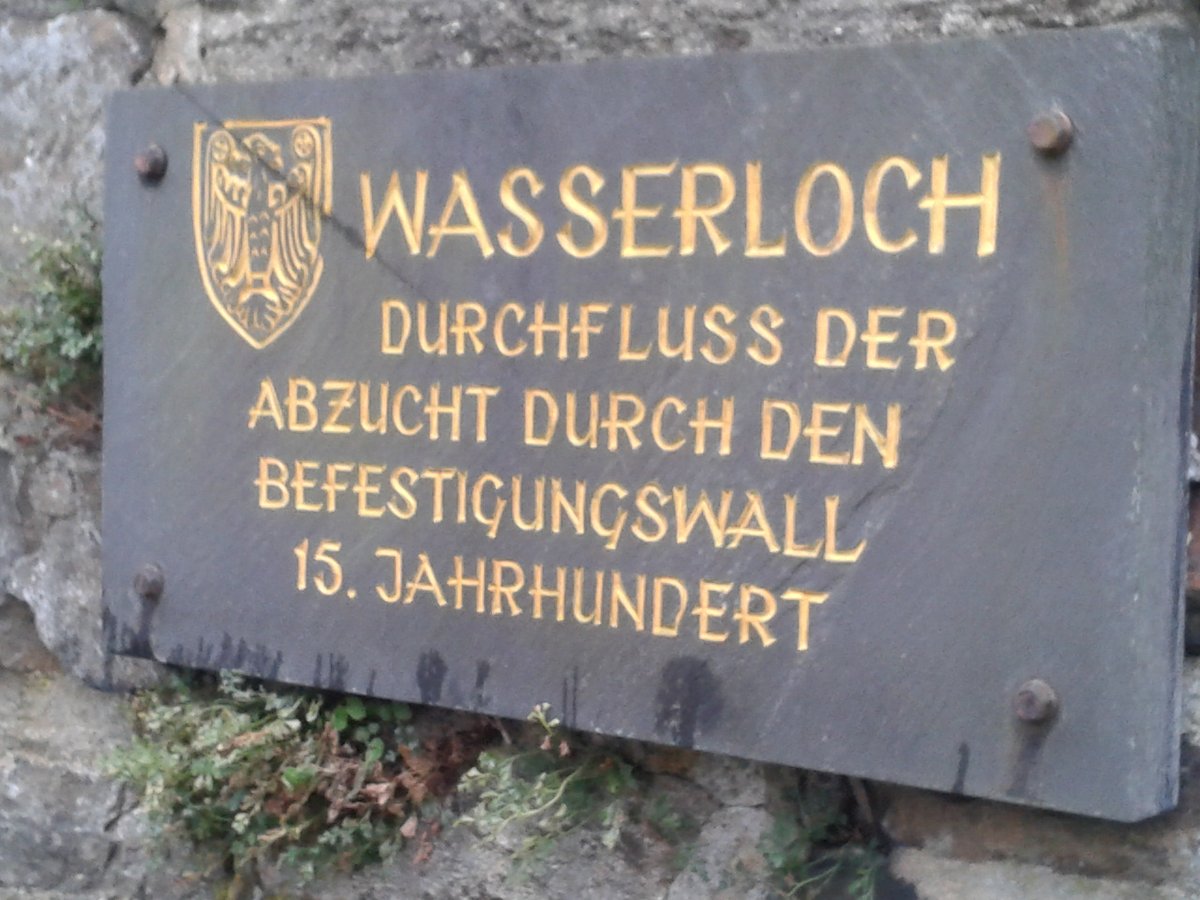 WASSERLOCH
DURCHFLUSS DER
ABZUCHT DURCH DEN
BEFESTIGUNGSWALL
15. JAHRHUNDERT